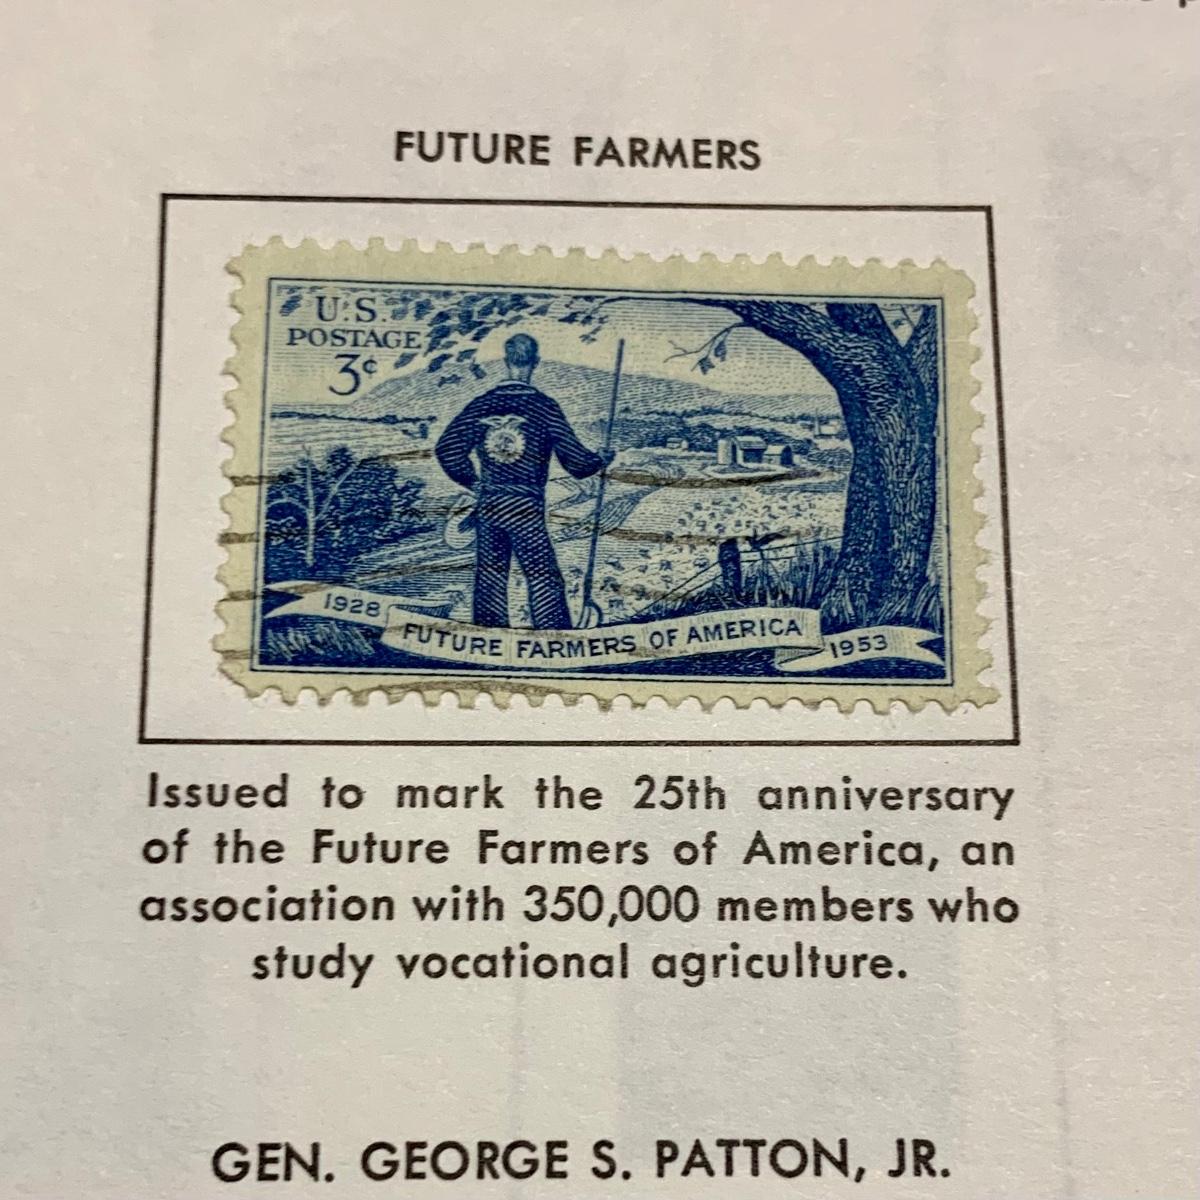 FUTURE FARMERS
U.S.
POSTAGE
3¢
1928
FUTURE FARMERS OF AMERICA
1953
Issued to mark the 25th anniversary
of the Future Farmers of America, an
association with 350,000 members who
study vocational agriculture.
GEN. GEORGE S. PATTON, JR.